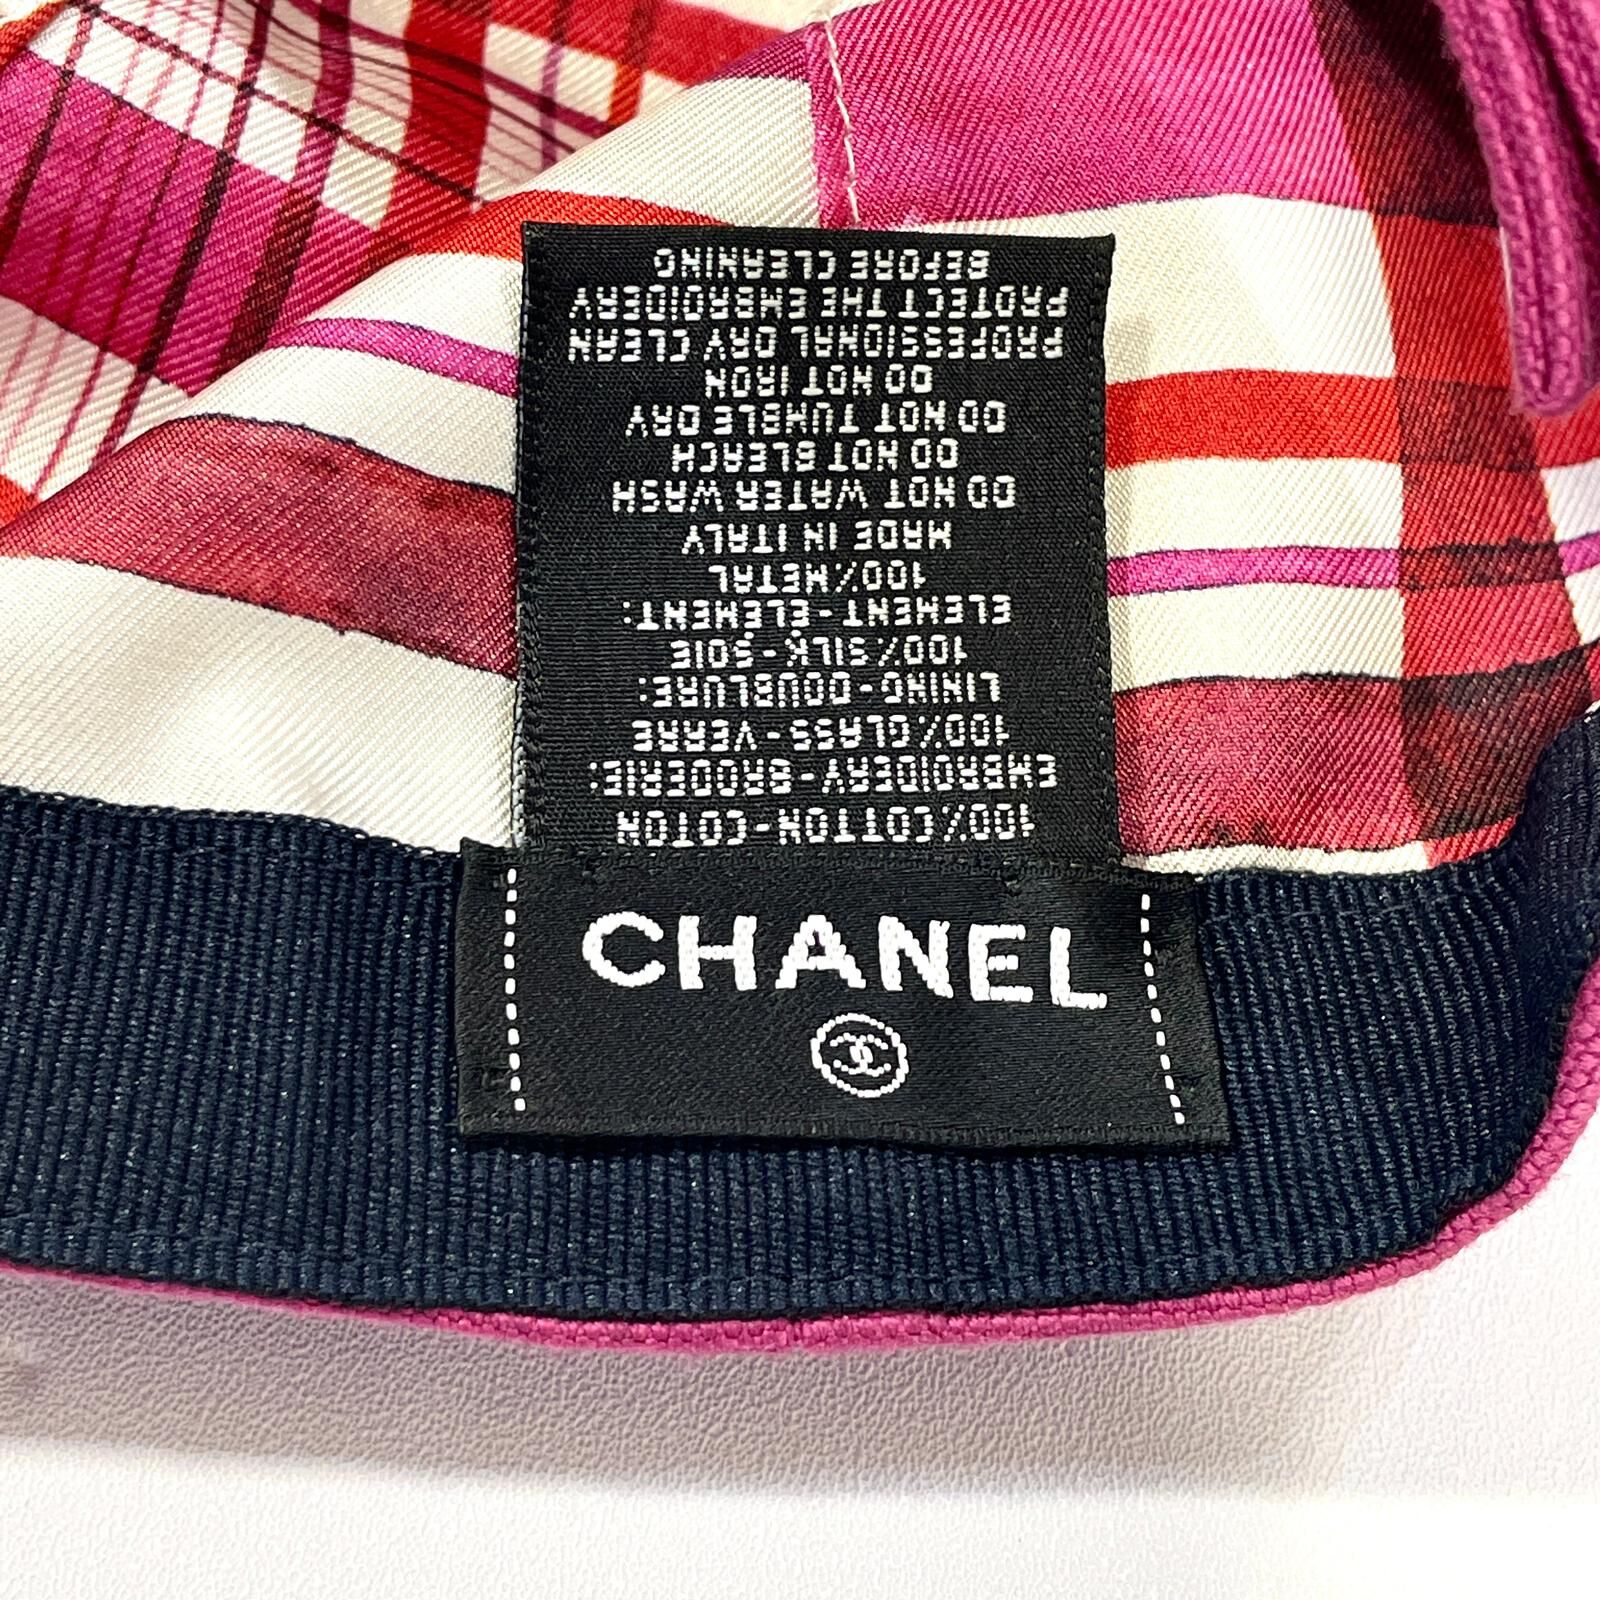 100%COTTON-COTON
EMBROIDERY-BRODERIE:
100%GLASS-VERRE
LINING-DOUBLURE:
100%SILK-SOIE
ELEMENT-ELEMENT:
100%METAL
MADE IN ITALY
DO NOT WATER WASH
DO NOT BLEACH
DO NOT TUMBLE DRY
DO NOT IRON
PROFESSIONAL DRY CLEAN
PROTECT THE EMBROIDERY
BEFORE CLEANING
CHANEL